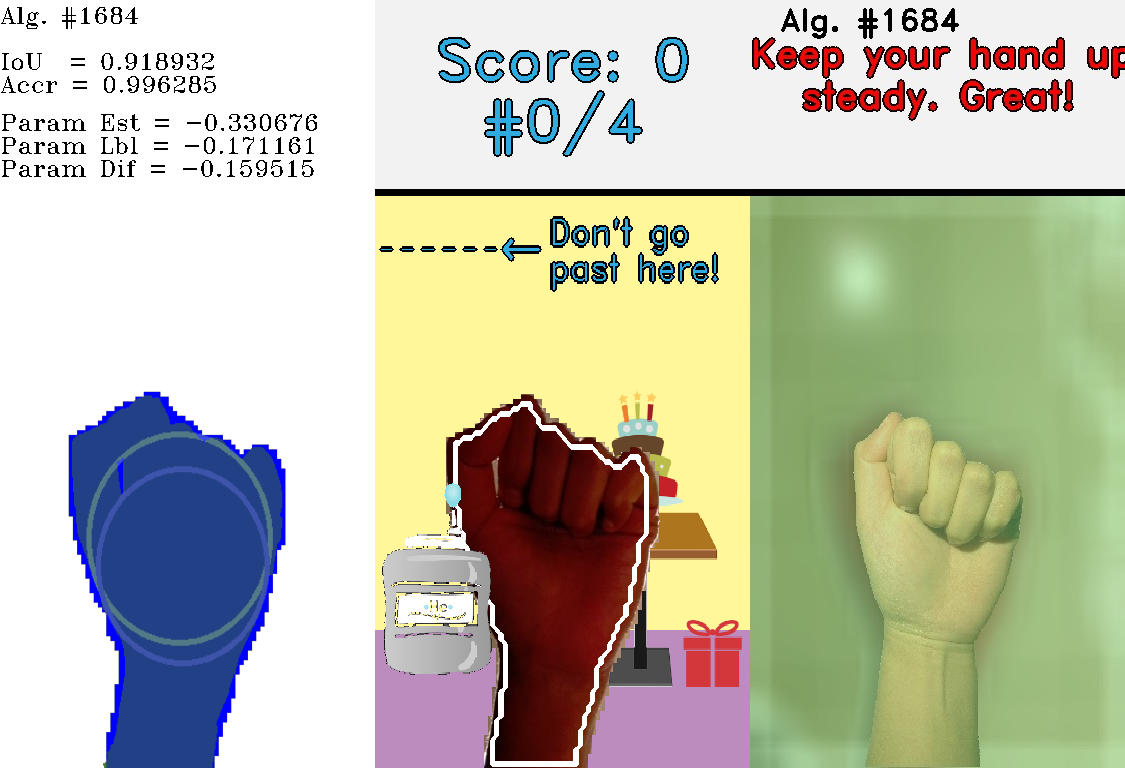 Alg. #1684
IoU = 0.918932
Accr = 0.996285
Param Est = −0.330676
Param Lbl = −0.171161
Param Dif = −0.159515
Score: 0
#0/4
Alg. #1684
Keep your hand up
steady. Great!
Don't go
past here!